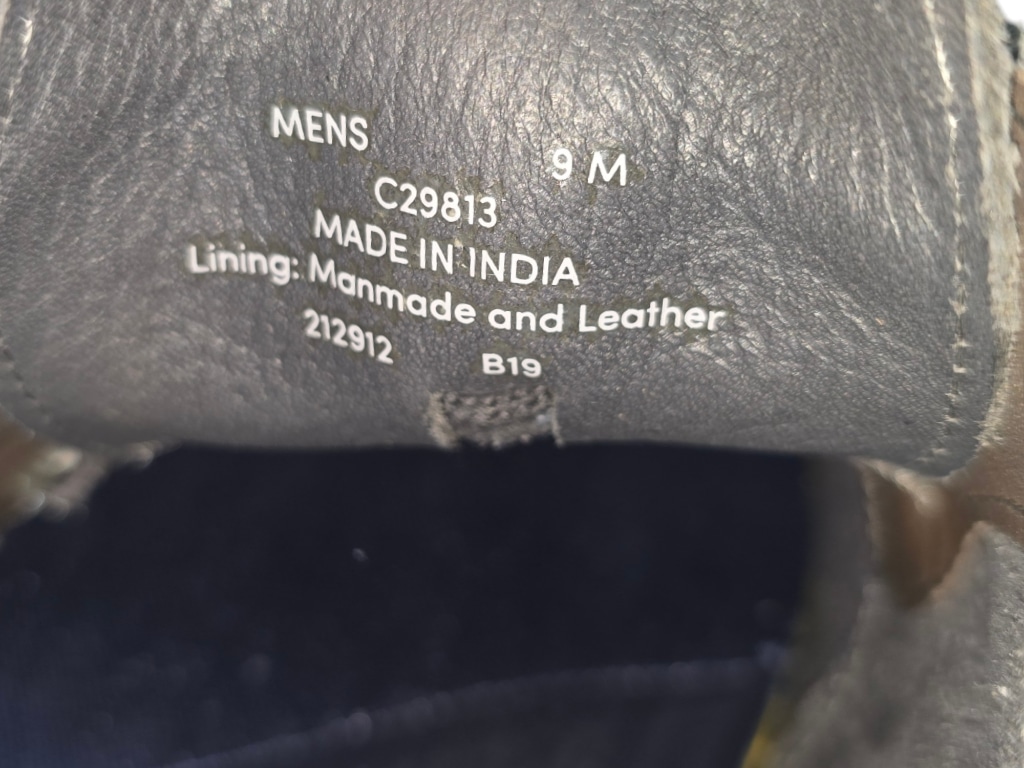 MENS 9 M
C29813
MADE IN INDIA
Lining: Manmade and Leather
212912 B19